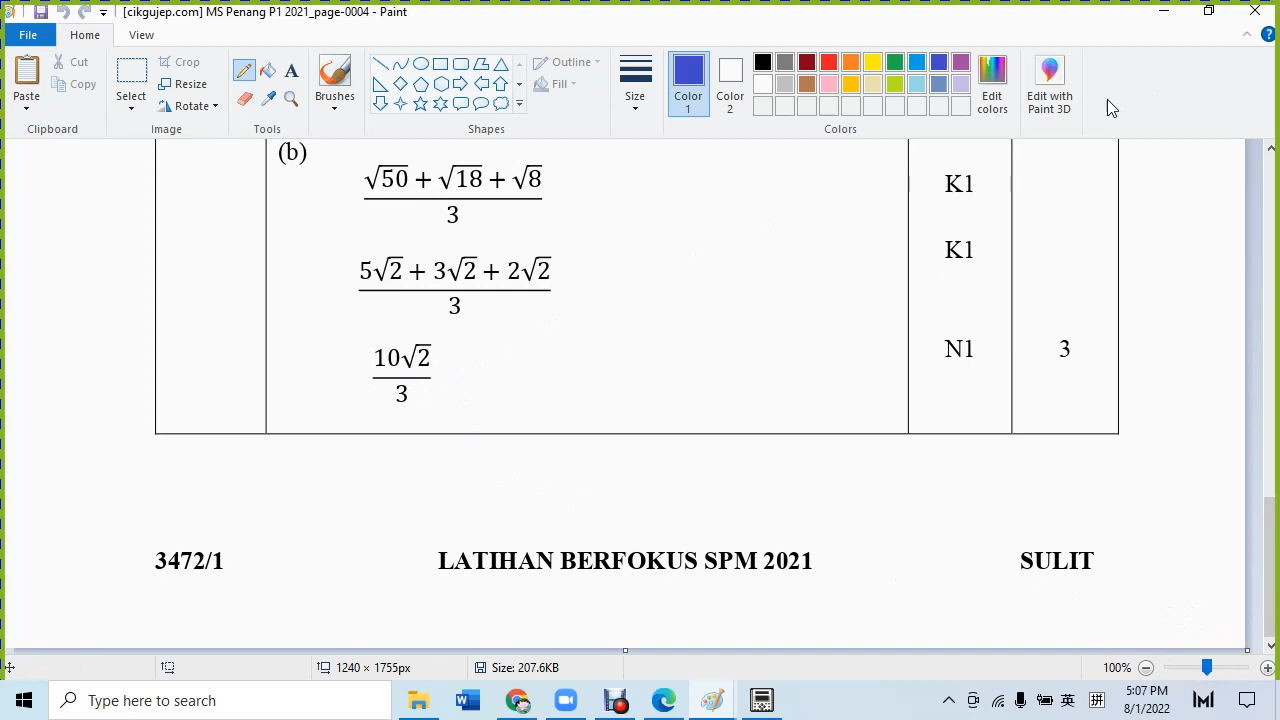 [cikgujep.com] MS Penang P1 2021_page-0004 - Paint
File Home View
Paste Cut Copy Clipboard
Select Crop Resize Rotate Image
A Tools
Brushes
Outline Fill Shapes
Size
Color 1 Color 2 Edit colors Colors
Edit with Paint 3D
(b)
(√50 + √18 + √8)/3 K1
(5√2 + 3√2 + 2√2)/3 K1
10√2/3 N1 3
3472/1 LATIHAN BERFOKUS SPM 2021 SULIT
1240 × 1755px Size: 207.6KB 100%
Type here to search 英 拼 5:07 PM
8/1/2022